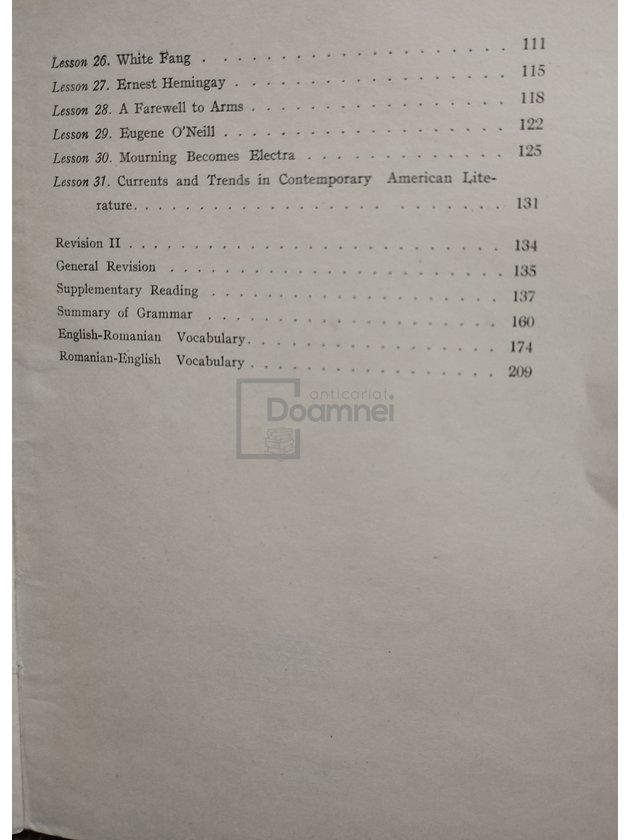 Lesson 26. White Fang . . . . . . . . . . . . . . . . . 111
Lesson 27. Ernest Hemingay . . . . . . . . . . . . . . . 115
Lesson 28. A Farewell to Arms . . . . . . . . . . . . . . 118
Lesson 29. Eugene O'Neill . . . . . . . . . . . . . . . . 122
Lesson 30. Mourning Becomes Electra . . . . . . . . . . . 125
Lesson 31. Currents and Trends in Contemporary American Lite-
rature. . . . . . . . . . . . . . . . . . . . . 131
Revision II . . . . . . . . . . . . . . . . . . . . . . 134
General Revision . . . . . . . . . . . . . . . . . . . 135
Supplementary Reading . . . . . . . . . . . . . . . . . 137
Summary of Grammar . . . . . . . . . . . . . . . . . . 160
English-Romanian Vocabulary. . . . . . . . . . . . . . . 174
Romanian-English Vocabulary . . . . . . . . . . . . . . 209
anticariat
Doamnei